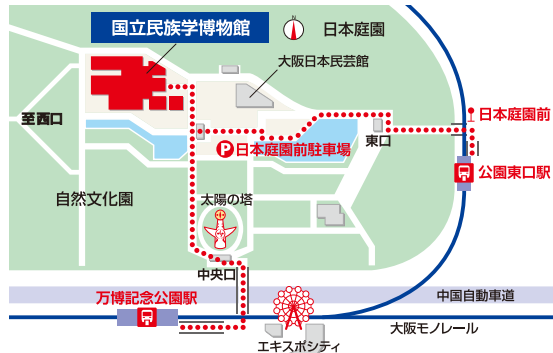 国立民族学博物館
N
日本庭園
大阪日本民芸館
至西口
日本庭園前
東口
P日本庭園前駐車場
公園東口駅
自然文化園
太陽の塔
中央口
万博記念公園駅
中国自動車道
大阪モノレール
エキスポシティ